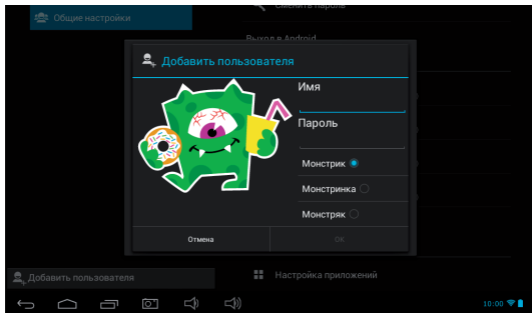 Общие настройки
Сменить пароль
Выход в Android
Добавить пользователя
Имя
Пароль
Монстрик
Монстринка
Монстряк
Отмена
ОК
Добавить пользователя
Настройка приложений
10:00